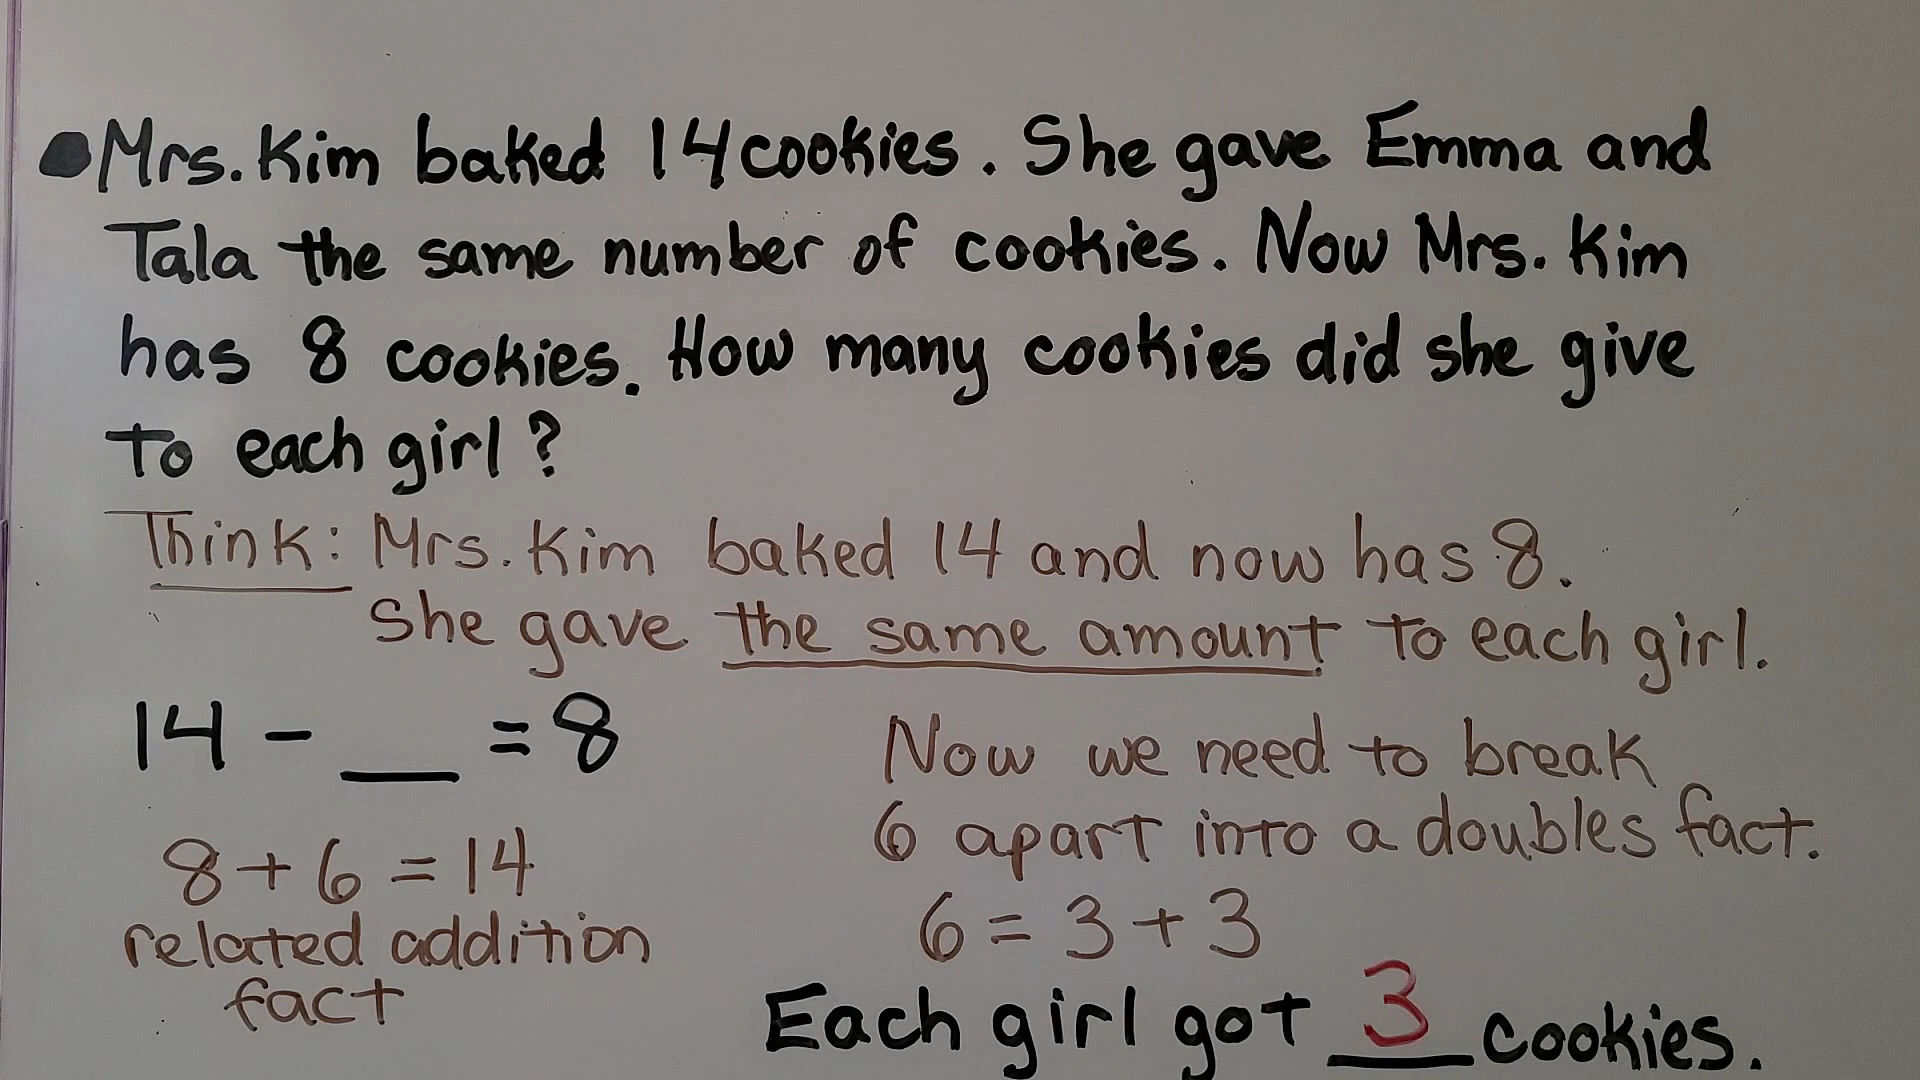 ●Mrs. Kim baked 14 cookies. She gave Emma and
Tala the same number of cookies. Now Mrs. Kim
has 8 cookies. How many cookies did she give
to each girl?
Think: Mrs. Kim baked 14 and now has 8.
She gave the same amount to each girl.
14 - __ = 8
8 + 6 = 14
related addition
fact
Now we need to break
6 apart into a doubles fact.
6 = 3 + 3
Each girl got 3 cookies.